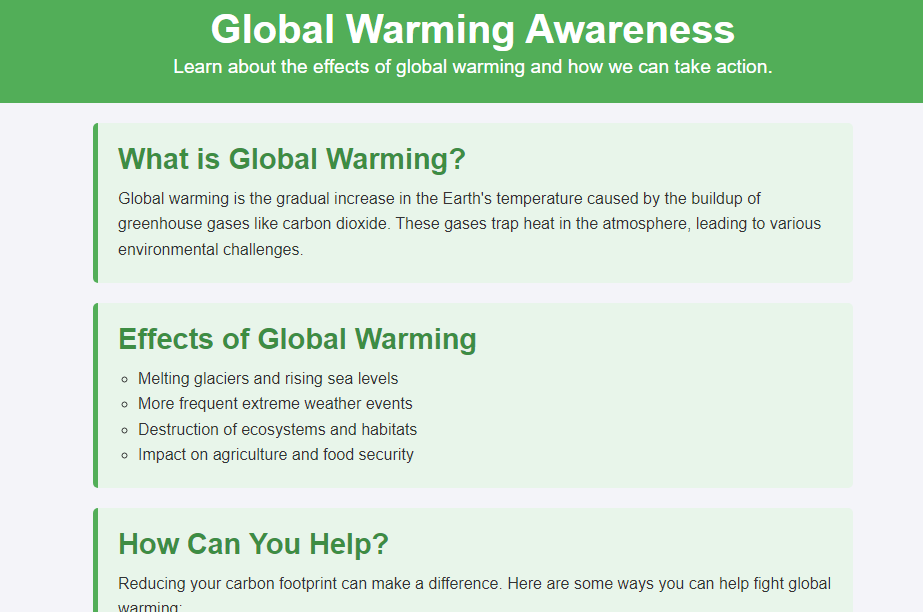 Global Warming Awareness
Learn about the effects of global warming and how we can take action.
What is Global Warming?
Global warming is the gradual increase in the Earth's temperature caused by the buildup of
greenhouse gases like carbon dioxide. These gases trap heat in the atmosphere, leading to various
environmental challenges.
Effects of Global Warming
Melting glaciers and rising sea levels
More frequent extreme weather events
Destruction of ecosystems and habitats
Impact on agriculture and food security
How Can You Help?
Reducing your carbon footprint can make a difference. Here are some ways you can help fight global
warming: